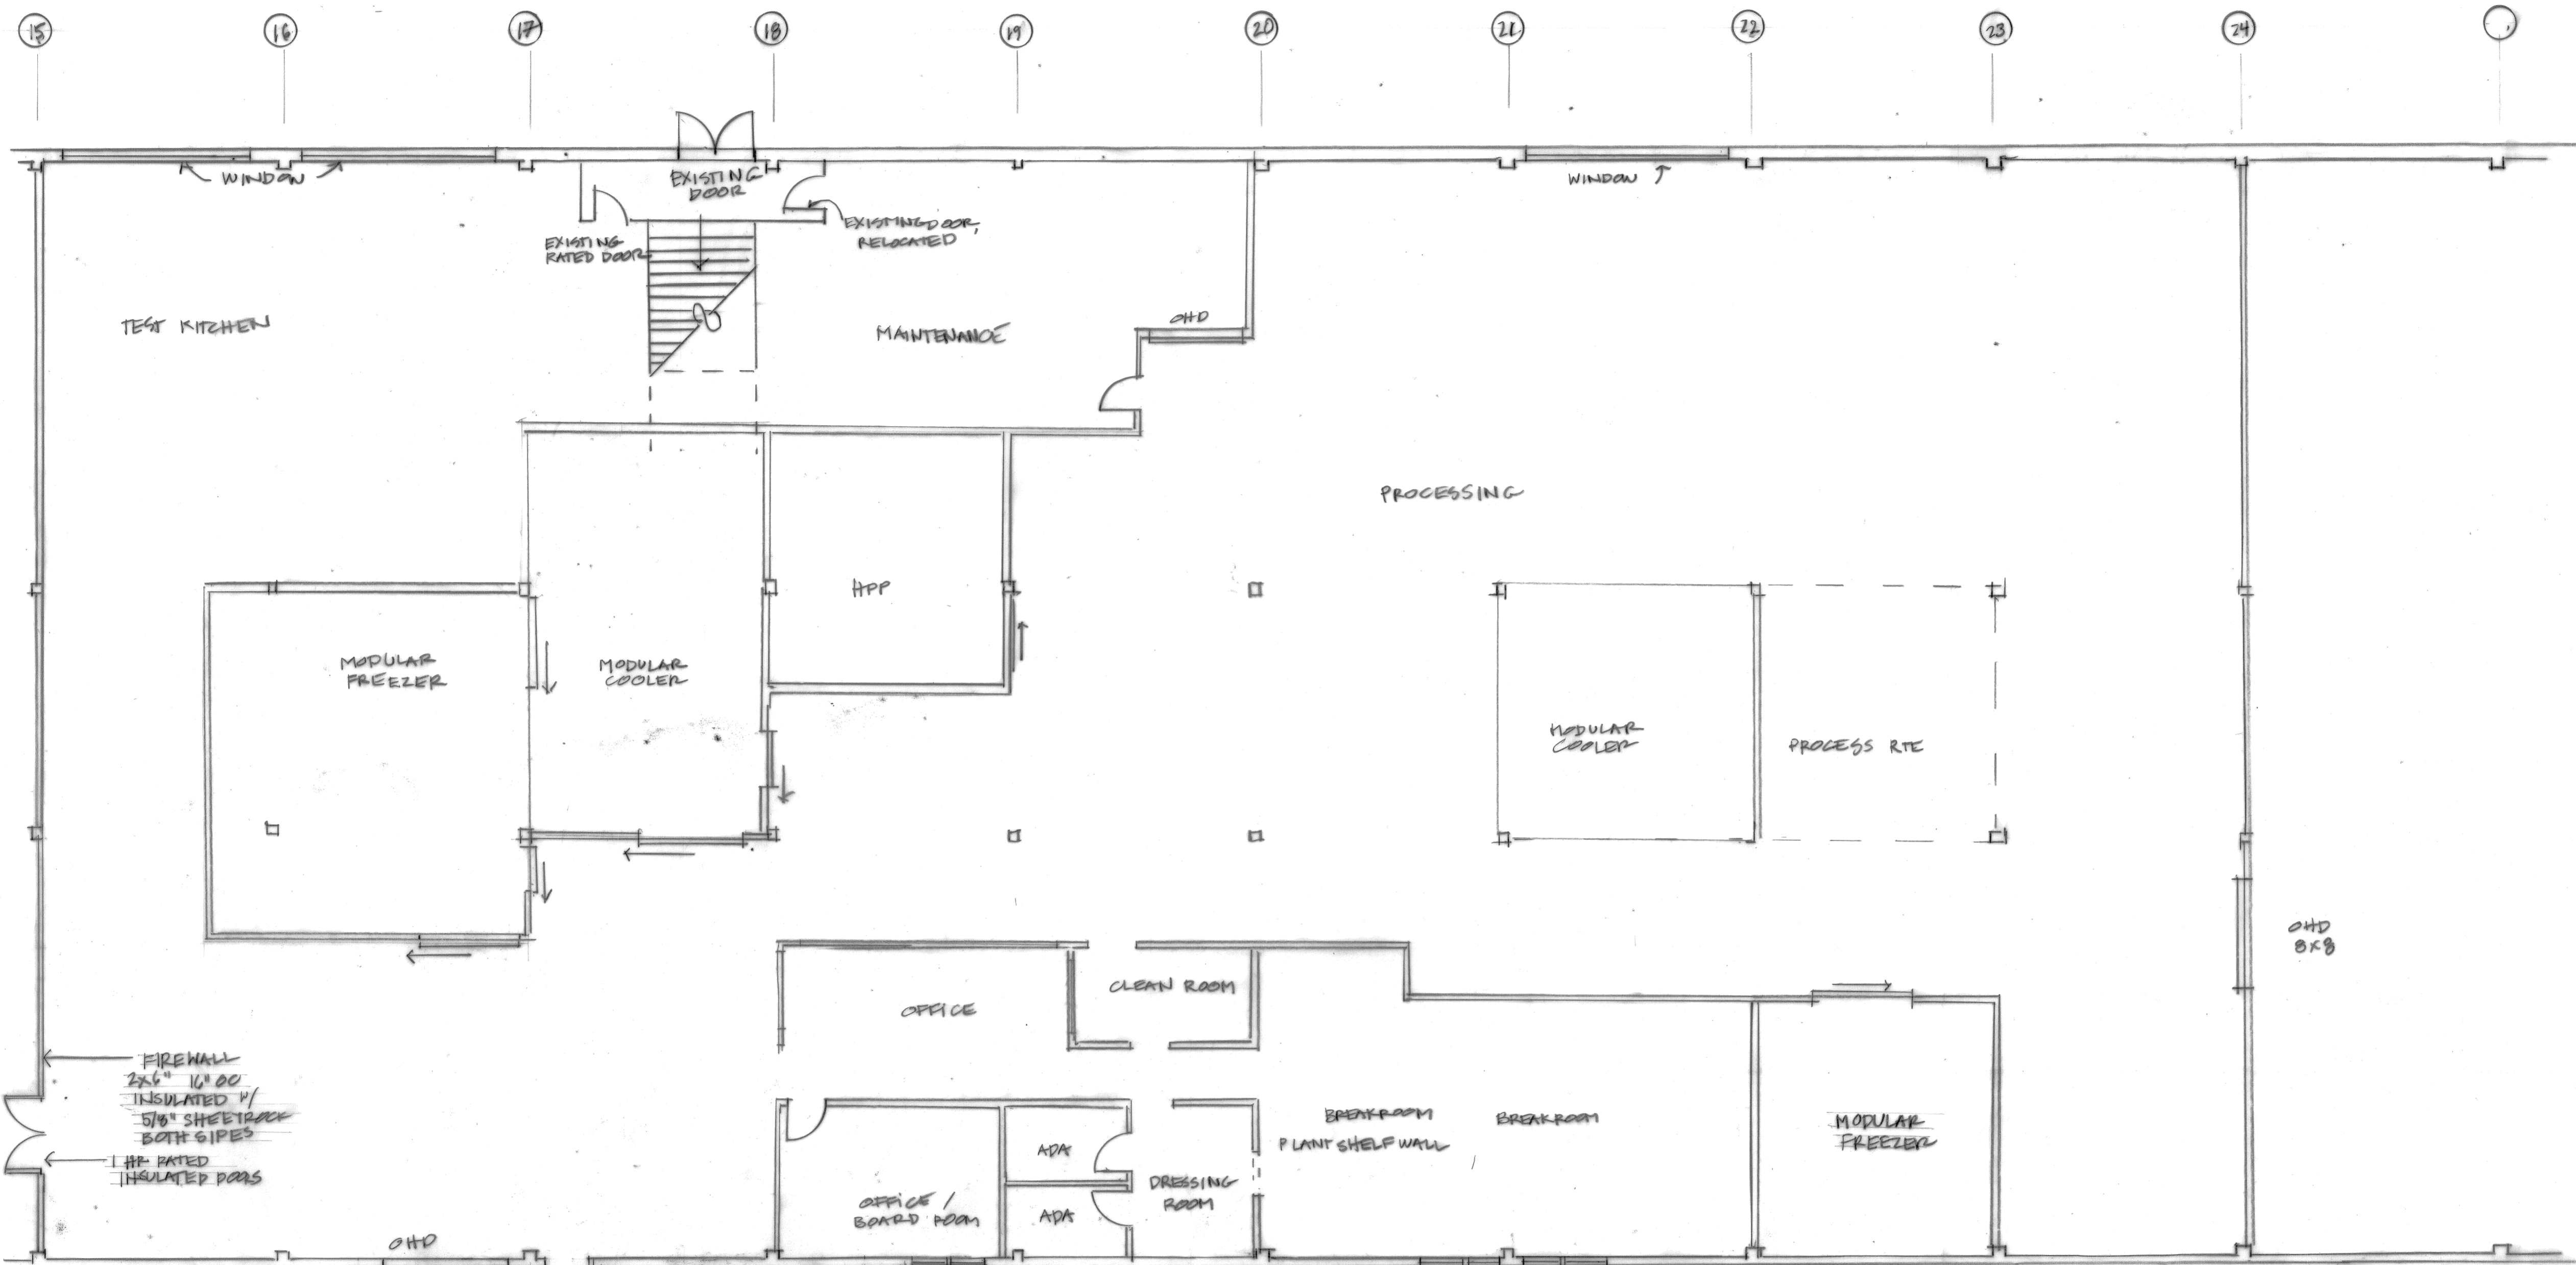 15 16 17 18 19 20 21 22 23 24
WINDOW
EXISTING
DOOR
WINDOW
EXISTING
RATED DOOR
EXISTING DOOR,
RELOCATED
TEST KITCHEN
MAINTENANCE
OHD
PROCESSING
HPP
MODULAR
FREEZER
MODULAR
COOLER
MODULAR
COOLER
PROCESS RTE
OHD
8X8
OFFICE
CLEAN ROOM
FIREWALL
2X6" 16" OC
INSULATED W/
5/8" SHEETROCK
BOTH SIDES
1 HR RATED
INSULATED DOORS
OHD
OFFICE /
BOARD ROOM
ADA
ADA
DRESSING
ROOM
BREAKROOM
PLANT SHELF WALL
BREAKROOM
MODULAR
FREEZER